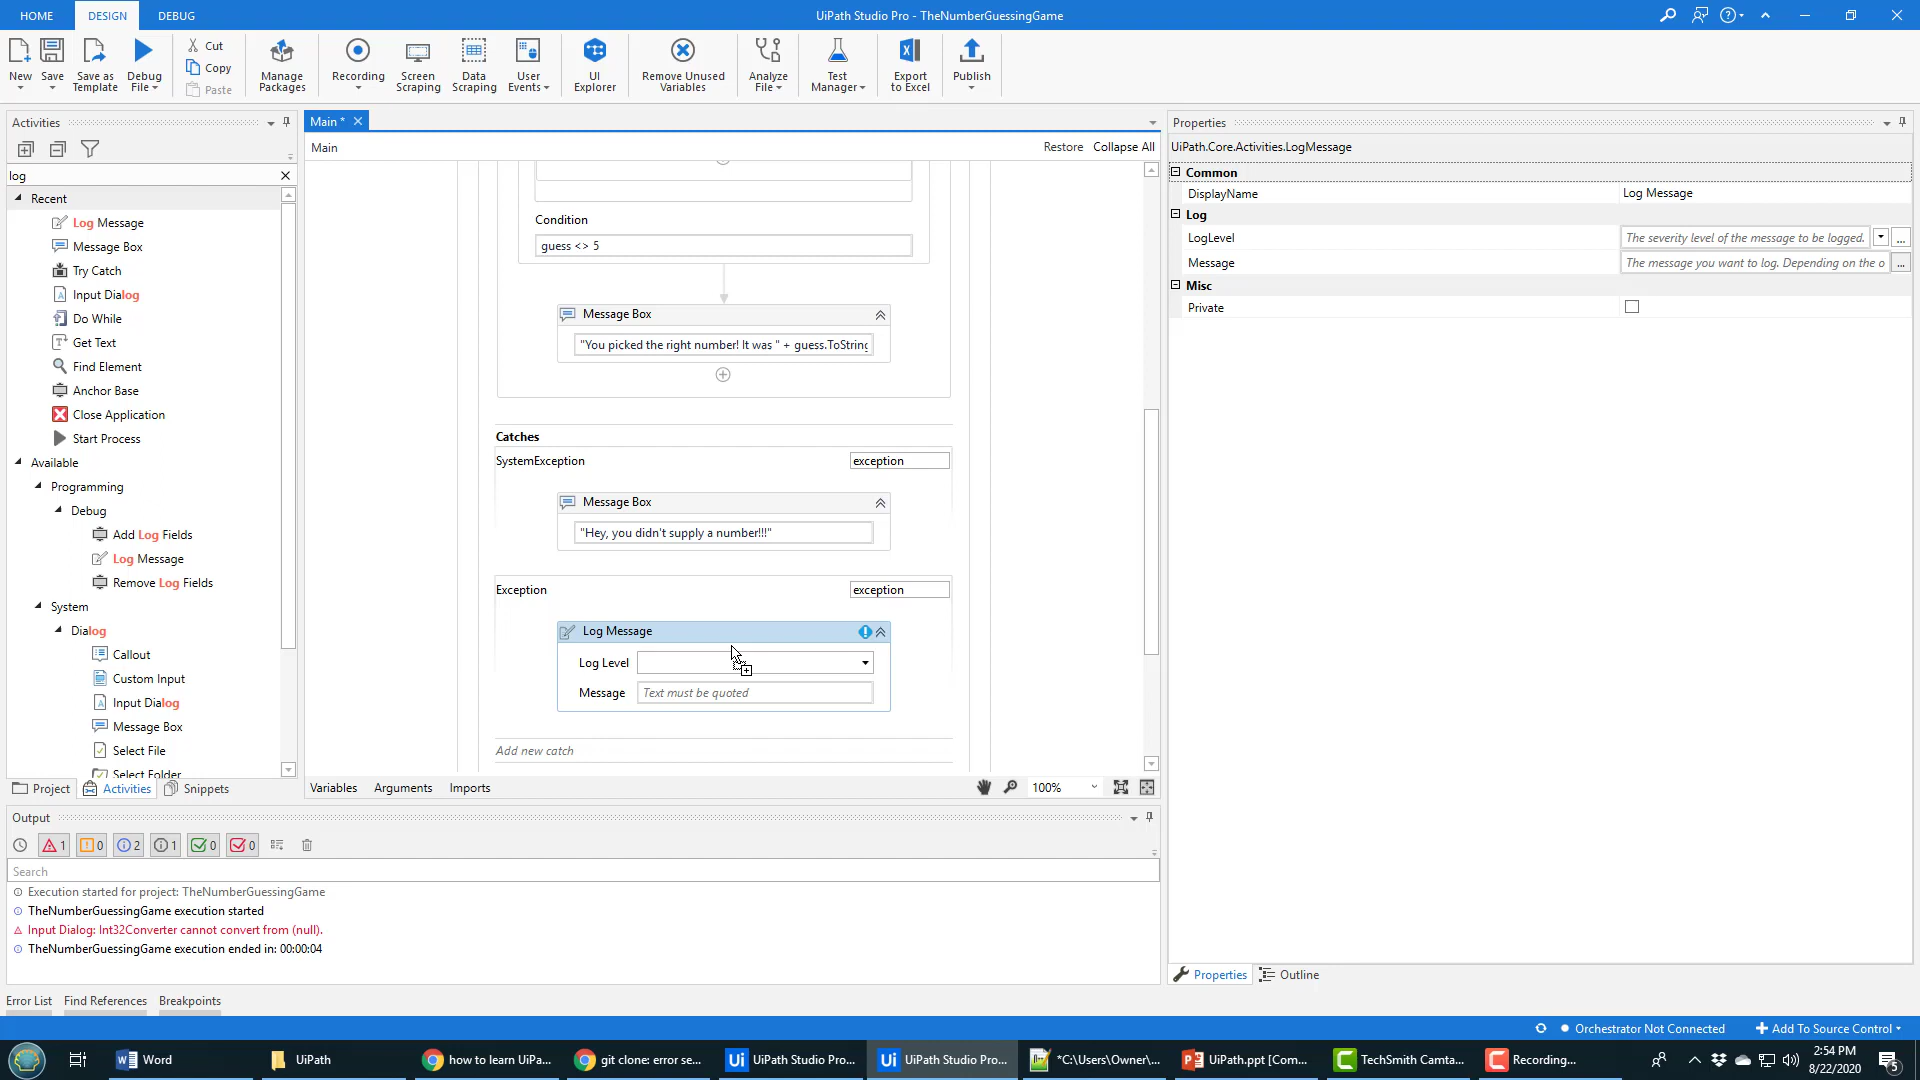 HOME
DESIGN
DEBUG
UiPath Studio Pro - TheNumberGuessingGame
New
Save
Save as Template
Debug File
Cut
Copy
Paste
Manage Packages
Recording
Screen Scraping
Data Scraping
User Events
UI Explorer
Remove Unused Variables
Analyze File
Test Manager
Export to Excel
Publish
Activities
log
Recent
Log Message
Message Box
Try Catch
Input Dialog
Do While
Get Text
Find Element
Anchor Base
Close Application
Start Process
Available
Programming
Debug
Add Log Fields
Log Message
Remove Log Fields
System
Dialog
Callout
Custom Input
Input Dialog
Message Box
Select File
Select Folder
Project
Activities
Snippets
Main *
Main
Restore
Collapse All
Condition
guess <> 5
Message Box
"You picked the right number! It was " + guess.ToString
Catches
SystemException
exception
Message Box
"Hey, you didn't supply a number!!!"
Exception
exception
Log Message
Log Level
Message
Text must be quoted
Add new catch
Variables
Arguments
Imports
100%
Properties
UiPath.Core.Activities.LogMessage
Common
DisplayName
Log Message
Log
LogLevel
The severity level of the message to be logged.
...
Message
The message you want to log. Depending on the o
...
Misc
Private
Properties
Outline
Output
1
0
2
1
0
0
Search
Execution started for project: TheNumberGuessingGame
TheNumberGuessingGame execution started
Input Dialog: Int32Converter cannot convert from (null).
TheNumberGuessingGame execution ended in: 00:00:04
Error List
Find References
Breakpoints
Orchestrator Not Connected
Add To Source Control
Word
UiPath
how to learn UiPa...
git clone: error se...
UiPath Studio Pro...
UiPath Studio Pro...
*C:\Users\Owner\...
UiPath.ppt [Com...
TechSmith Camta...
Recording...
2:54 PM
8/22/2020
5